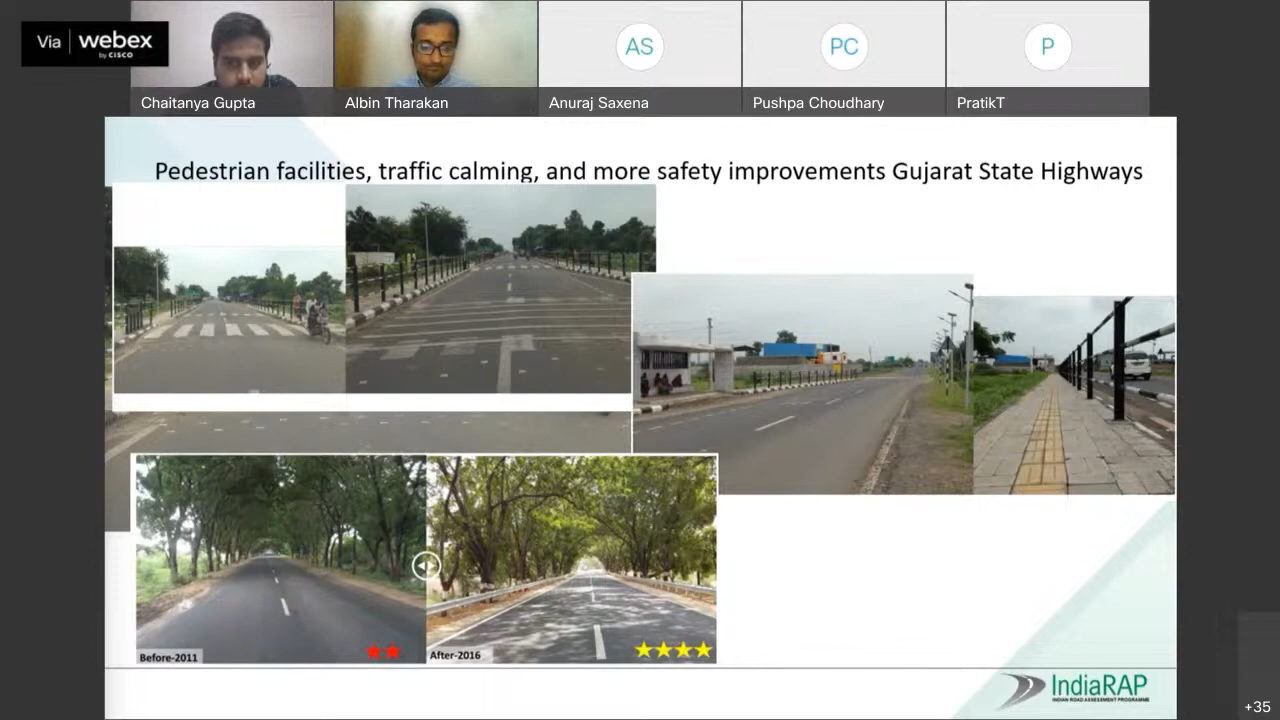 Via webex
by CISCO
AS
PC
P
Chaitanya Gupta
Albin Tharakan
Anuraj Saxena
Pushpa Choudhary
PratikT
Pedestrian facilities, traffic calming, and more safety improvements Gujarat State Highways
Before-2011
After-2016
IndiaRAP
INDIAN ROAD ASSESSMENT PROGRAMME
+35